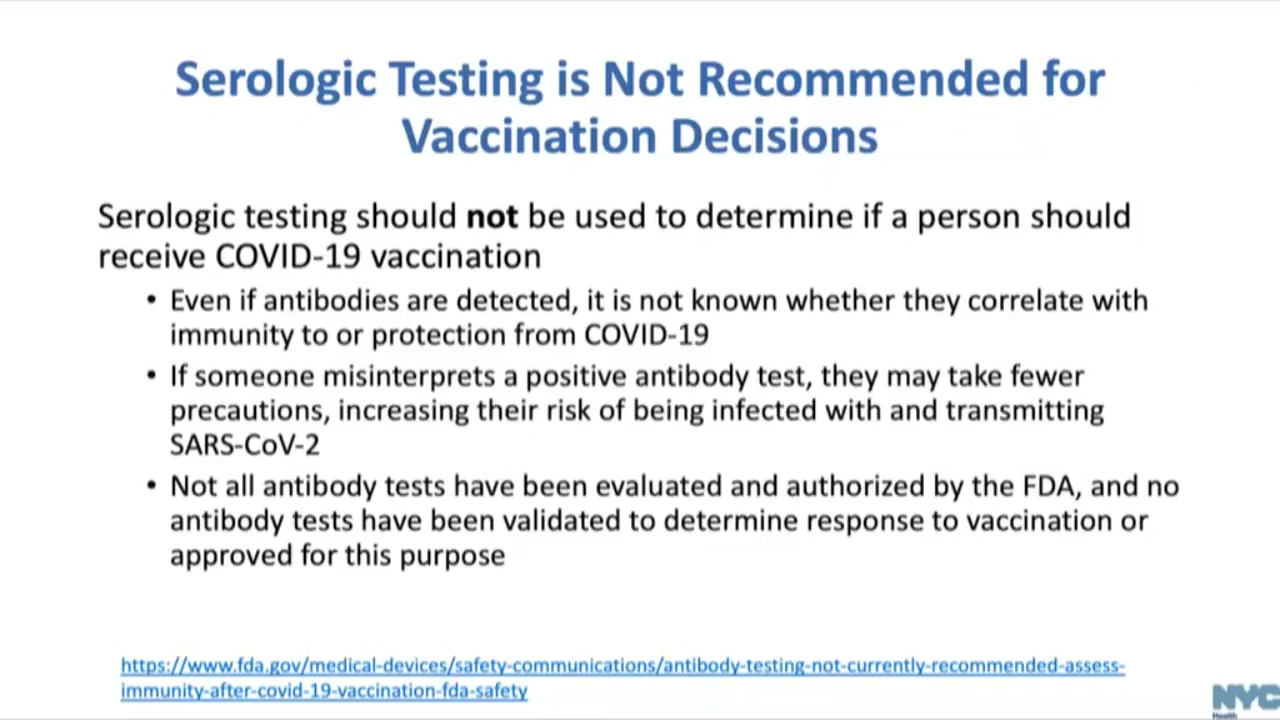 Serologic Testing is Not Recommended for
Vaccination Decisions
Serologic testing should not be used to determine if a person should
receive COVID-19 vaccination
• Even if antibodies are detected, it is not known whether they correlate with
immunity to or protection from COVID-19
• If someone misinterprets a positive antibody test, they may take fewer
precautions, increasing their risk of being infected with and transmitting
SARS-CoV-2
• Not all antibody tests have been evaluated and authorized by the FDA, and no
antibody tests have been validated to determine response to vaccination or
approved for this purpose
https://www.fda.gov/medical-devices/safety-communications/antibody-testing-not-currently-recommended-assess-
immunity-after-covid-19-vaccination-fda-safety
NYC
Health